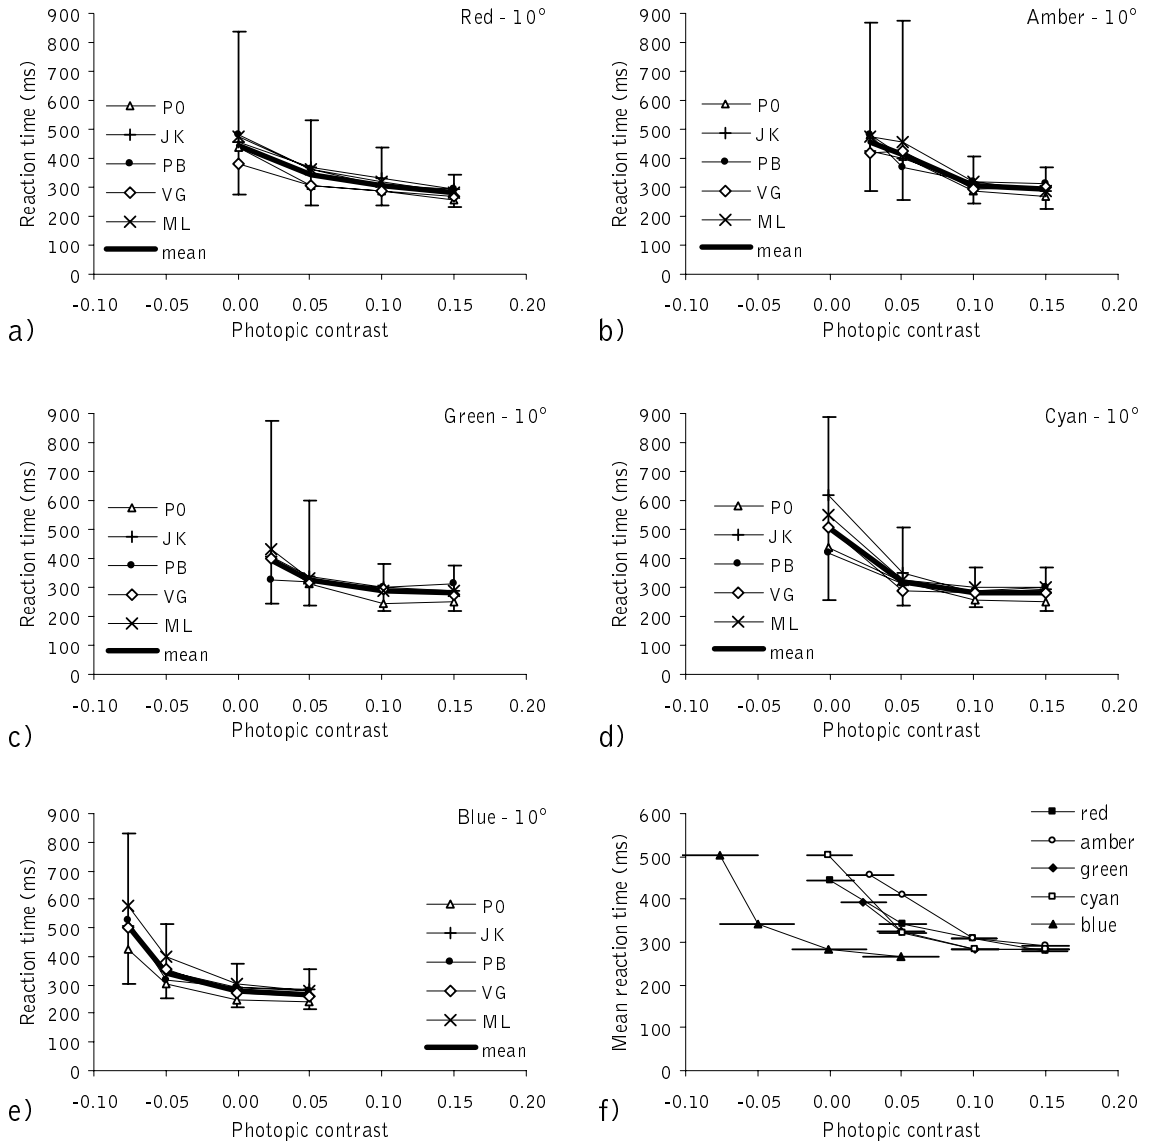 Red - 10°
Reaction time (ms)
900
800
700
600
500
400
300
200
100
0
PO
JK
PB
VG
ML
mean
-0.10 -0.05 0.00 0.05 0.10 0.15 0.20
Photopic contrast
a)
Amber - 10°
Reaction time (ms)
900
800
700
600
500
400
300
200
100
0
PO
JK
PB
VG
ML
mean
-0.10 -0.05 0.00 0.05 0.10 0.15 0.20
Photopic contrast
b)
Green - 10°
Reaction time (ms)
900
800
700
600
500
400
300
200
100
0
PO
JK
PB
VG
ML
mean
-0.10 -0.05 0.00 0.05 0.10 0.15 0.20
Photopic contrast
c)
Cyan - 10°
Reaction time (ms)
900
800
700
600
500
400
300
200
100
0
PO
JK
PB
VG
ML
mean
-0.10 -0.05 0.00 0.05 0.10 0.15 0.20
Photopic contrast
d)
Blue - 10°
Reaction time (ms)
900
800
700
600
500
400
300
200
100
0
PO
JK
PB
VG
ML
mean
-0.10 -0.05 0.00 0.05 0.10 0.15 0.20
Photopic contrast
e)
Mean reaction time (ms)
600
500
400
300
200
100
0
red
amber
green
cyan
blue
-0.10 -0.05 0.00 0.05 0.10 0.15 0.20
Photopic contrast
f)